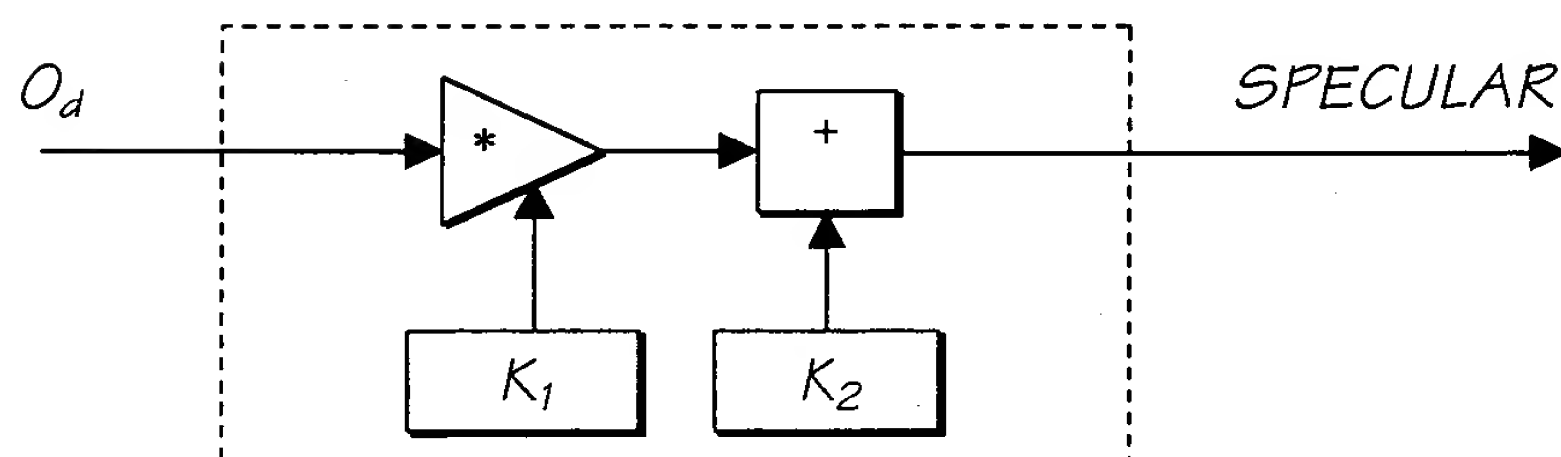 O_d
SPECULAR
*
+
K_1
K_2